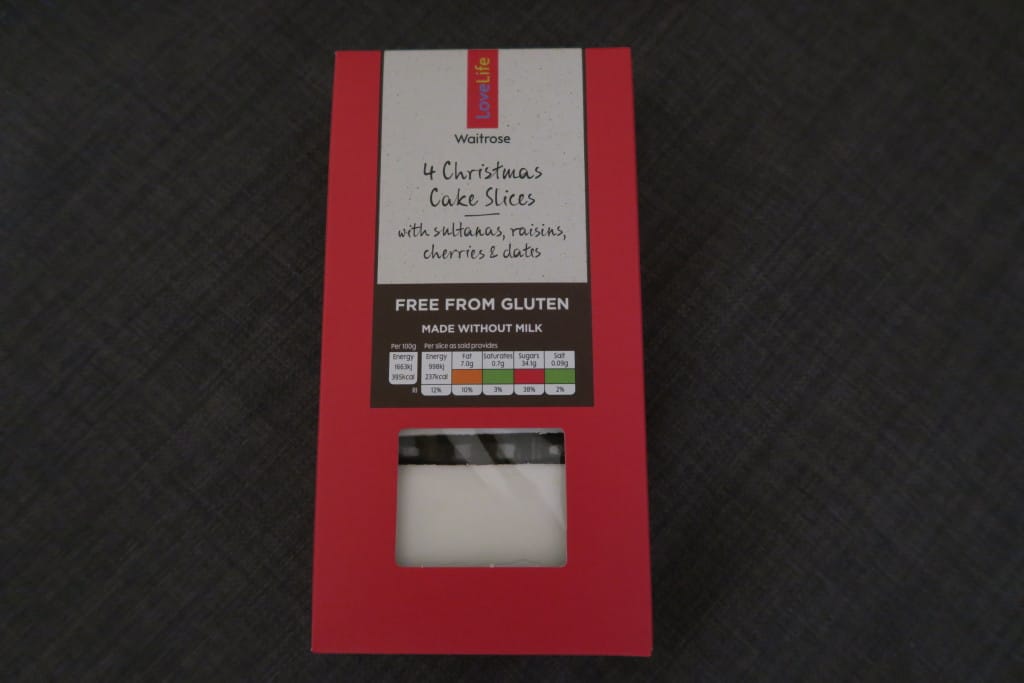 LoveLife
Waitrose
4 Christmas
Cake Slices
with sultanas, raisins,
cherries & dates
FREE FROM GLUTEN
MADE WITHOUT MILK
Per 100g Per slice as sold provides
Energy Energy Fat Saturates Sugars Salt
1663kj 998kj 7.0g 0.7g 34.1g 0.09g
395kcal 237kcal
RI 12% 10% 3% 38% 2%